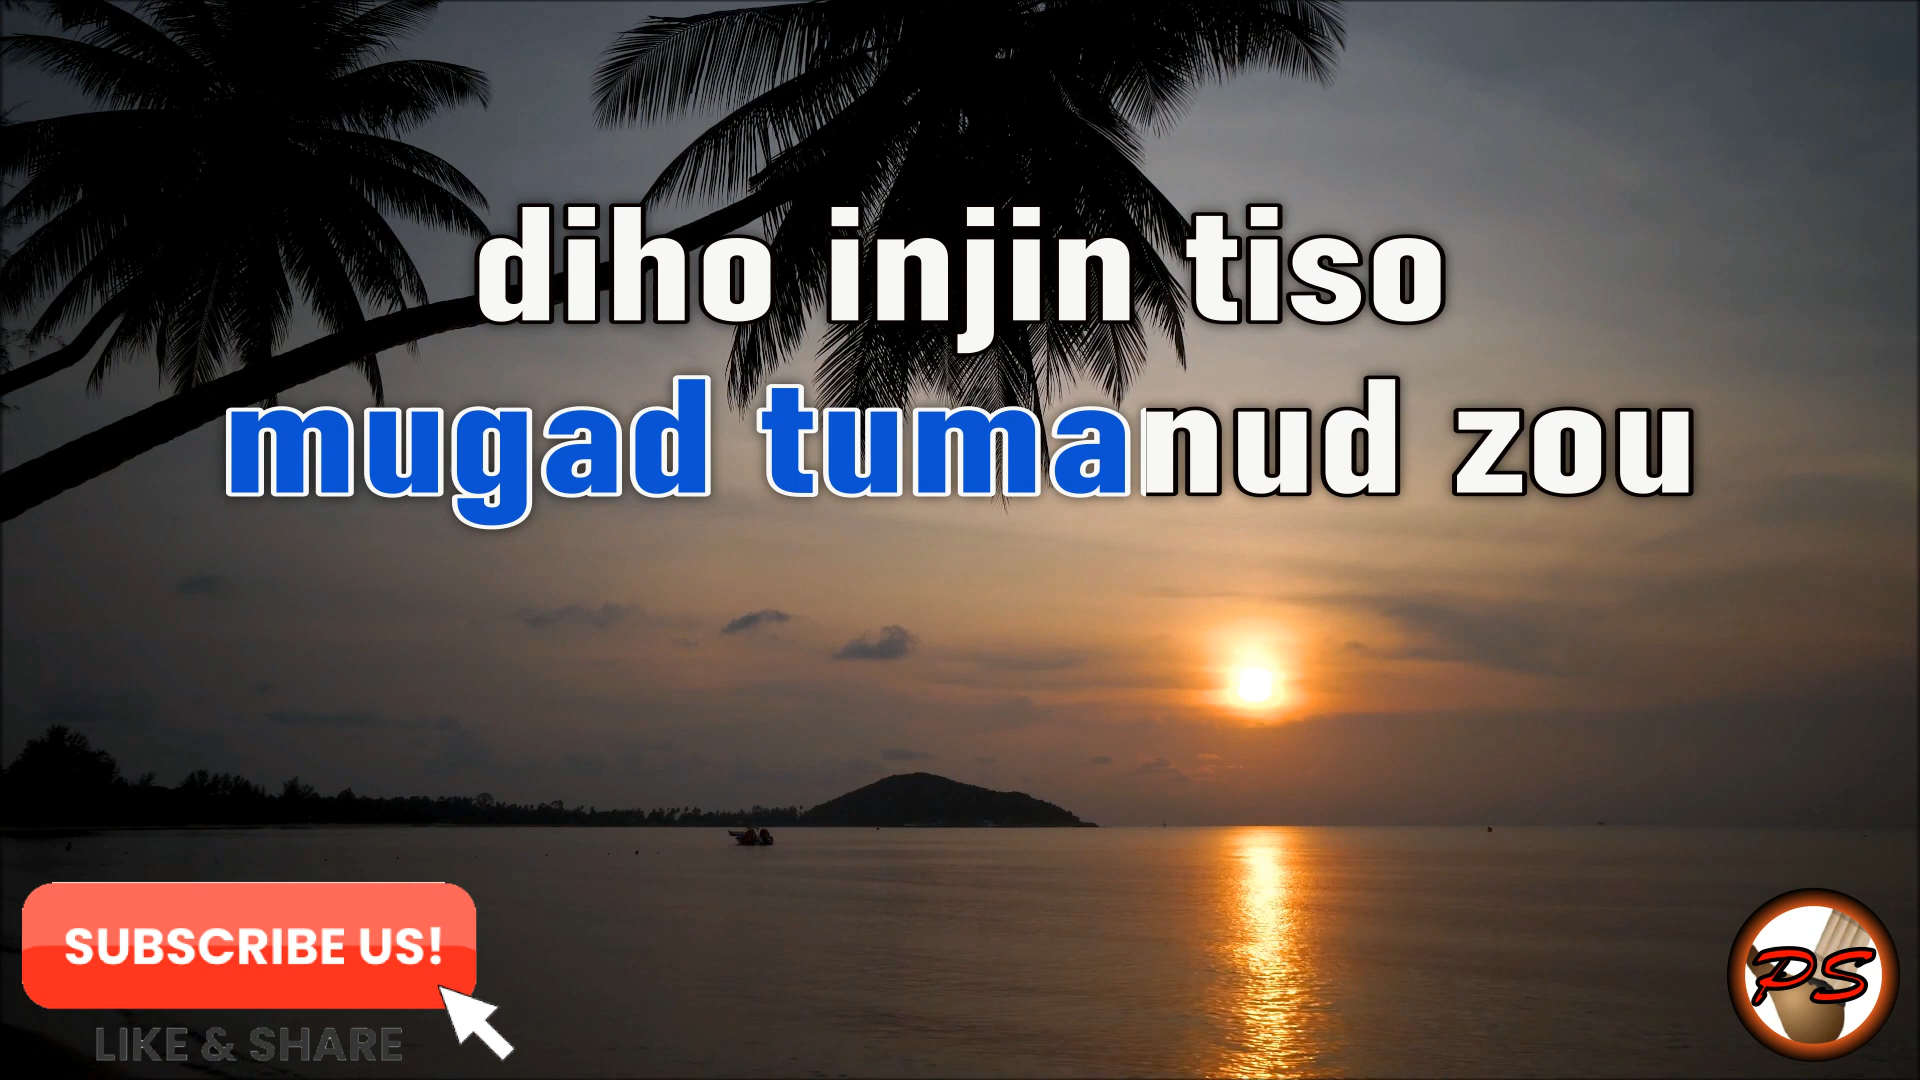 diho injin tiso
mugad tumanud zou
SUBSCRIBE US!
LIKE & SHARE
PS